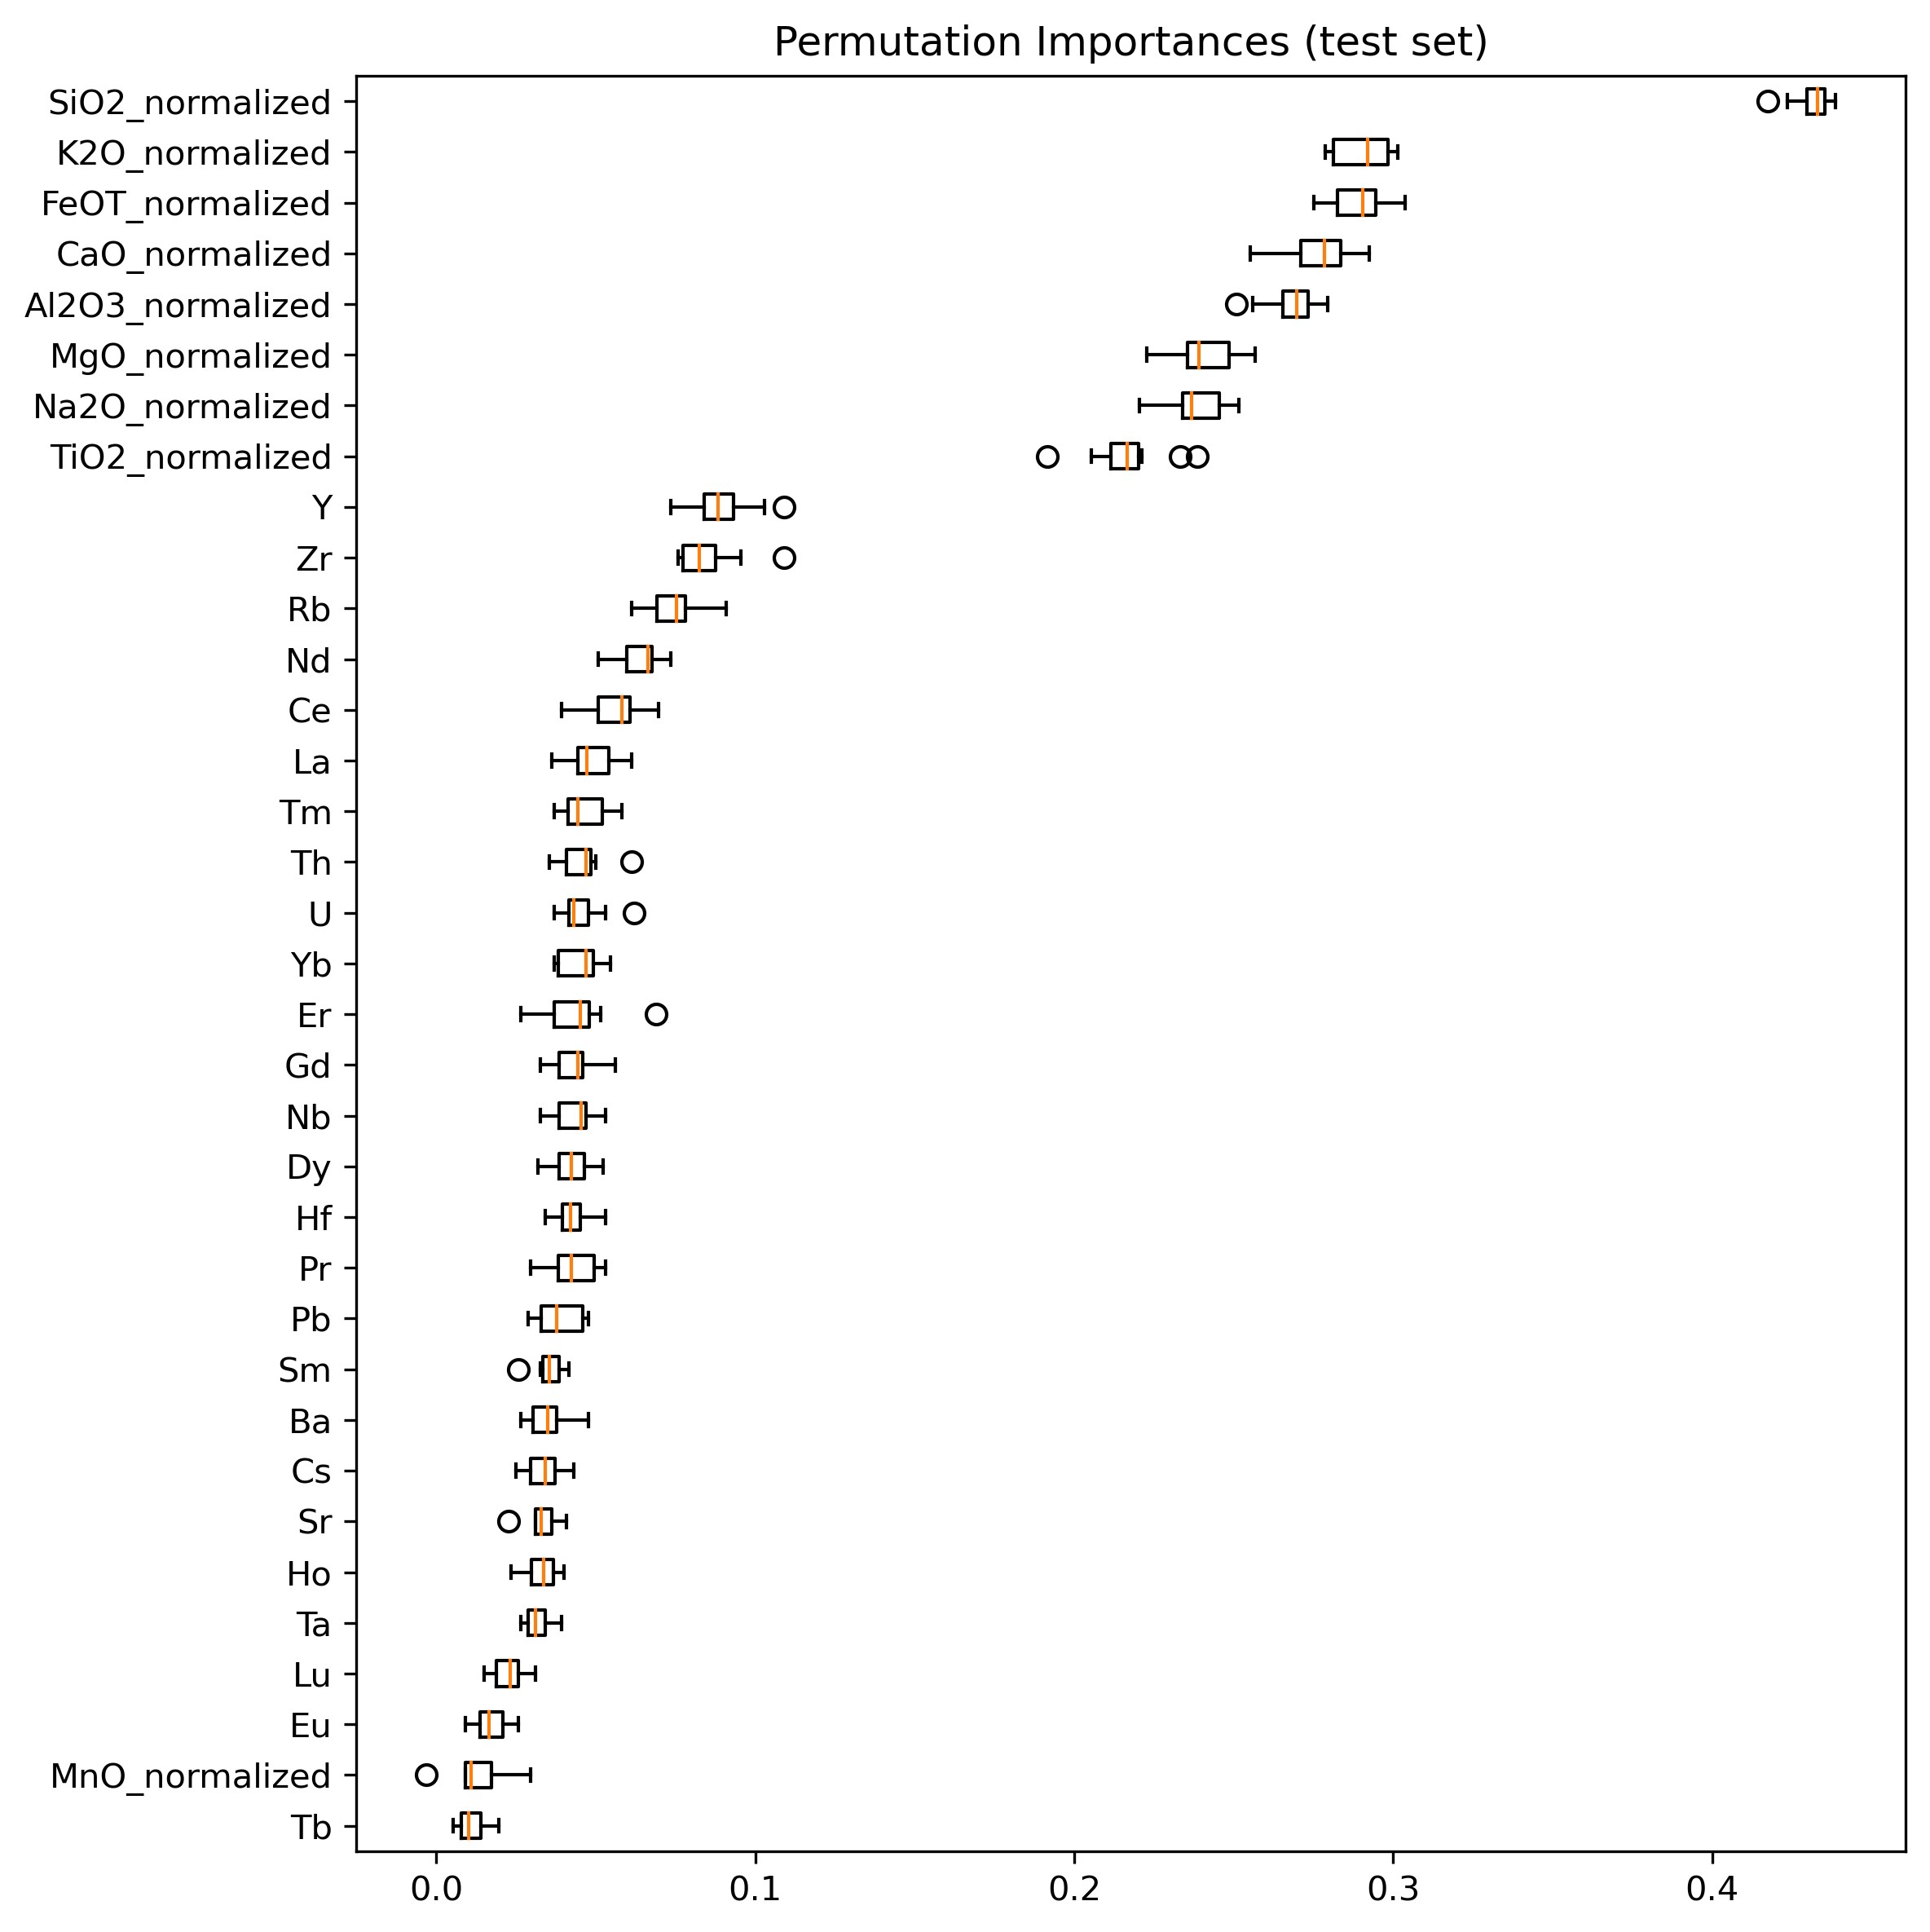 Permutation Importances (test set)
SiO2_normalized
K2O_normalized
FeOT_normalized
CaO_normalized
Al2O3_normalized
MgO_normalized
Na2O_normalized
TiO2_normalized
Y
Zr
Rb
Nd
Ce
La
Tm
Th
U
Yb
Er
Gd
Nb
Dy
Hf
Pr
Pb
Sm
Ba
Cs
Sr
Ho
Ta
Lu
Eu
MnO_normalized
Tb
0.0 0.1 0.2 0.3 0.4